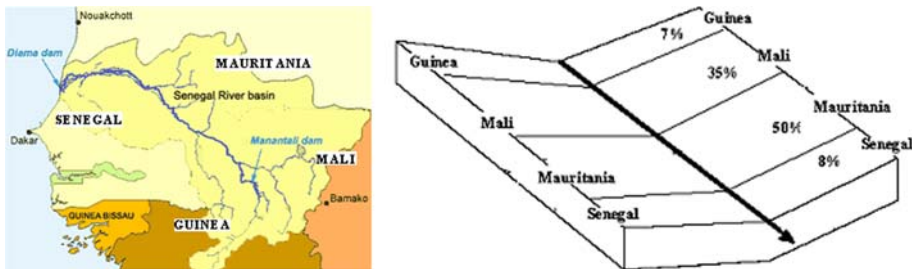 Nouakchott
Diama dam
MAURITANIA
Senegal River basin
SENEGAL
Dakar
Manantali dam
MALI
Bamako
GUINEA BISSAU
GUINEA
Guinea
7%
Mali
Guinea
35%
Mauritania
Mali
50%
Senegal
8%
Mauritania
Senegal